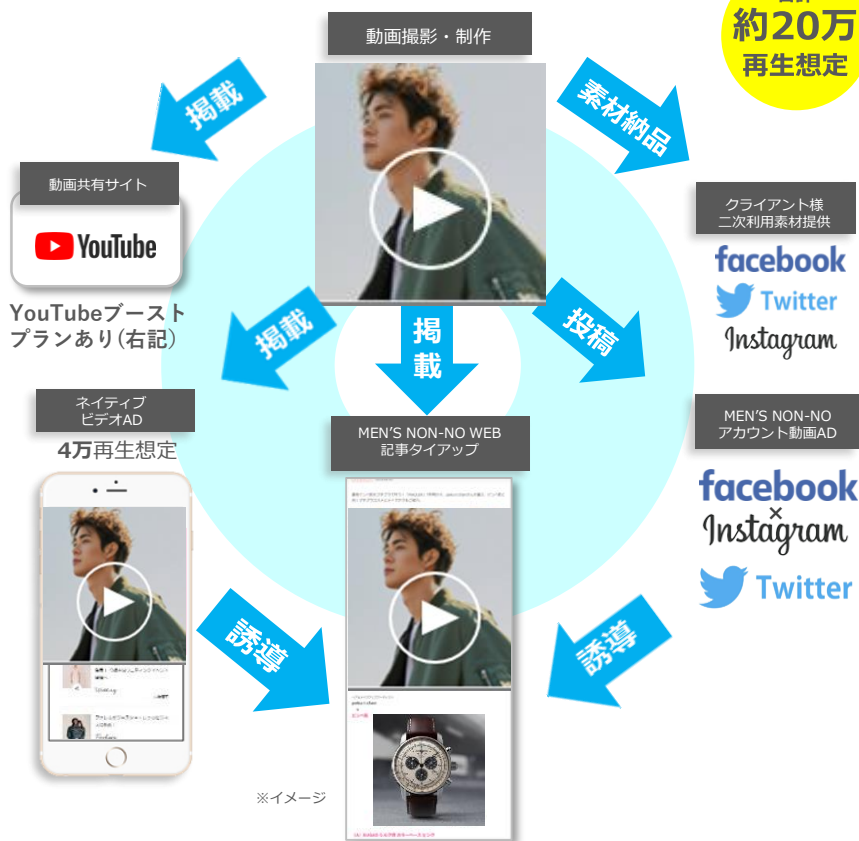 約20万
再生想定
動画撮影・制作
掲載
素材納品
動画共有サイト
YouTube
YouTubeブースト
プランあり(右記)
クライアント様
二次利用素材提供
facebook
Twitter
Instagram
掲載
掲載
投稿
ネイティブ
ビデオAD
4万再生想定
MEN'S NON-NO WEB
記事タイアップ
MEN'S NON-NO
アカウント動画AD
facebook
×
Instagram
Twitter
誘導
誘導
※イメージ